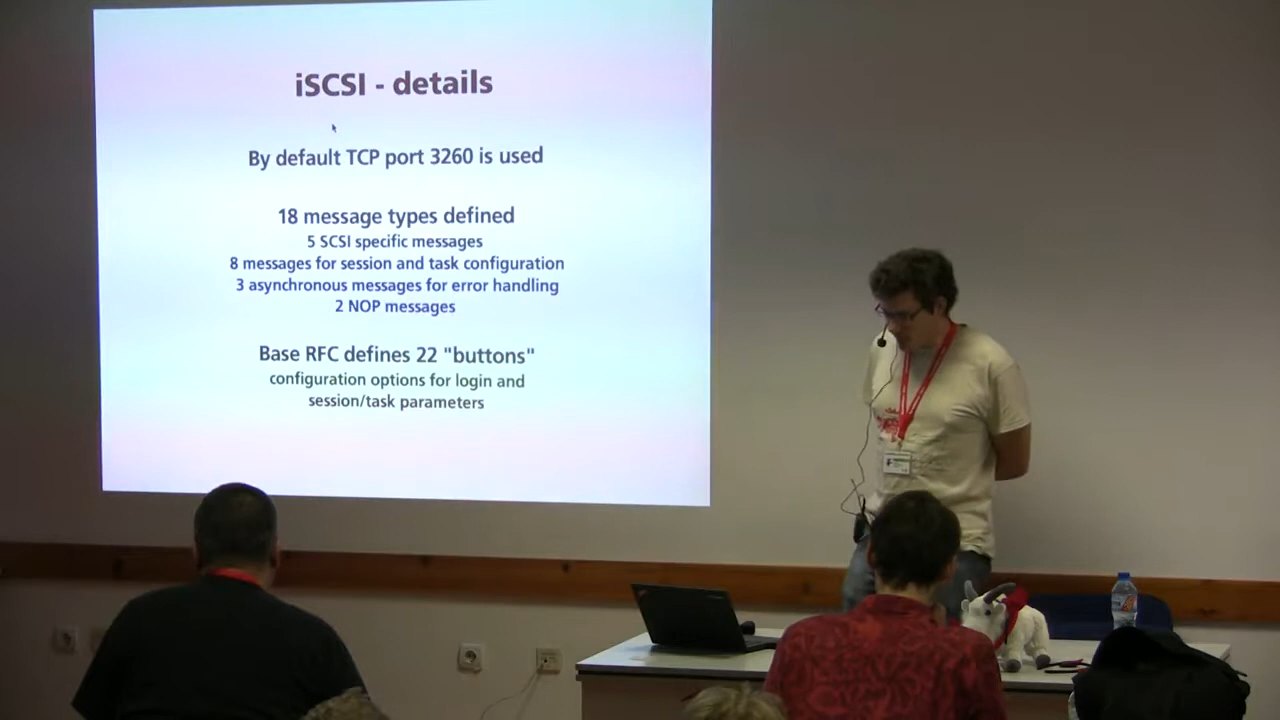 iSCSI - details
By default TCP port 3260 is used
18 message types defined
5 SCSI specific messages
8 messages for session and task configuration
3 asynchronous messages for error handling
2 NOP messages
Base RFC defines 22 "buttons"
configuration options for login and
session/task parameters